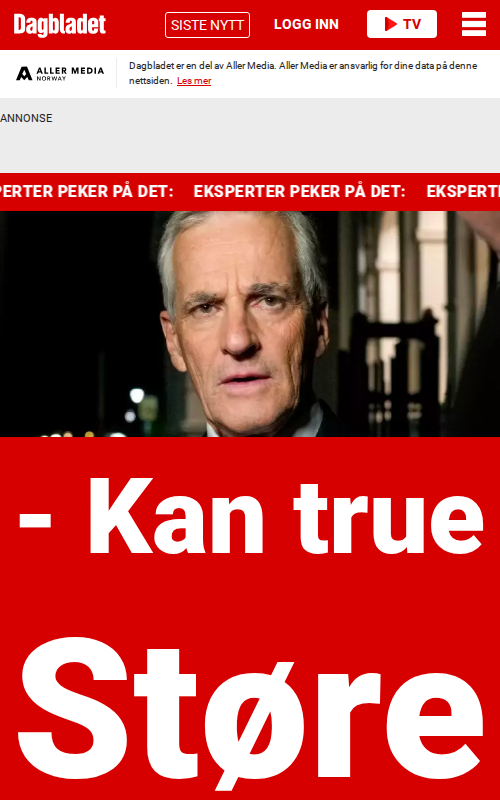 Dagbladet
SISTE NYTT
LOGG INN
TV
ALLER MEDIA
NORWAY
Dagbladet er en del av Aller Media. Aller Media er ansvarlig for dine data på denne
nettsiden. Les mer
ANNONSE
PERTER PEKER PÅ DET: EKSPERTER PEKER PÅ DET: EKSPERT
- Kan true
Støre